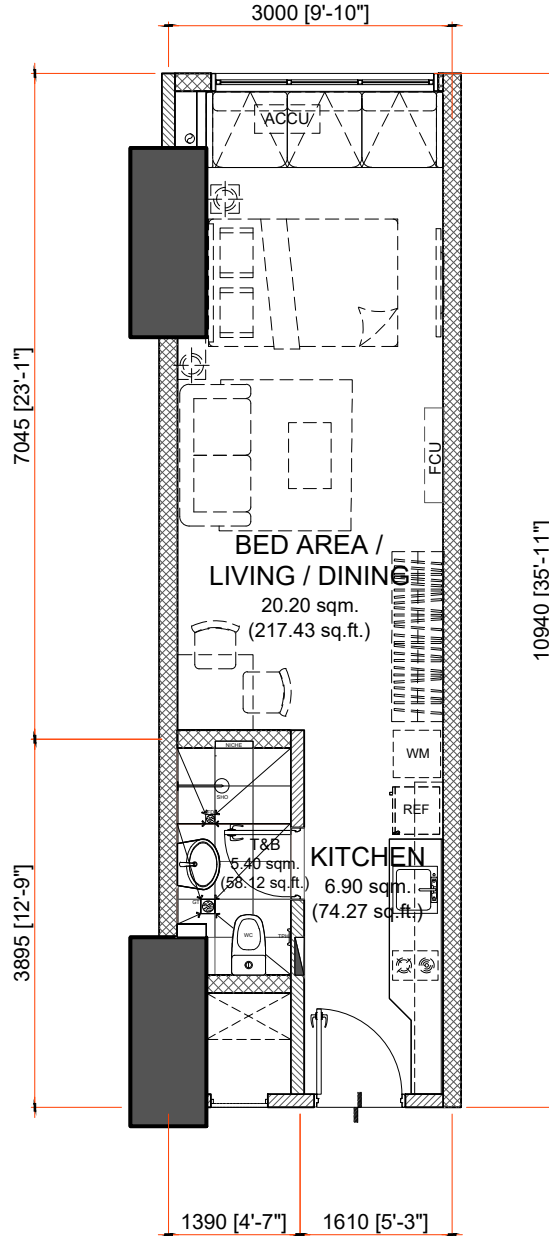 3000 [9'-10"]
ACCU
7045 [23'-1"]
FCU
BED AREA /
LIVING / DINING
20.20 sqm.
(217.43 sq.ft.)
10940 [35'-11"]
NICHE
WM
SHO
REF
T&B
5.40 sqm.
(58.12 sq.ft.)
KITCHEN
6.90 sqm.
(74.27 sq.ft.)
WC
3895 [12'-9"]
1390 [4'-7"]
1610 [5'-3"]